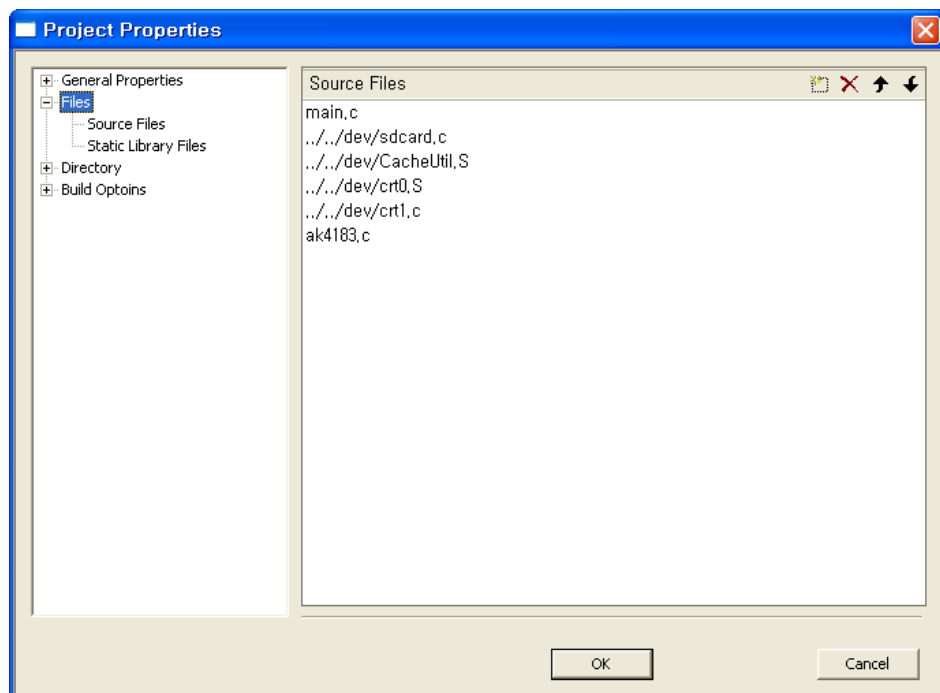 Project Properties
General Properties
Files
Source Files
Static Library Files
Directory
Build Optoins
Source Files
main,c
../../dev/sdcard,c
../../dev/CacheUtil,S
../../dev/crt0,S
../../dev/crt1,c
ak4183,c
OK
Cancel